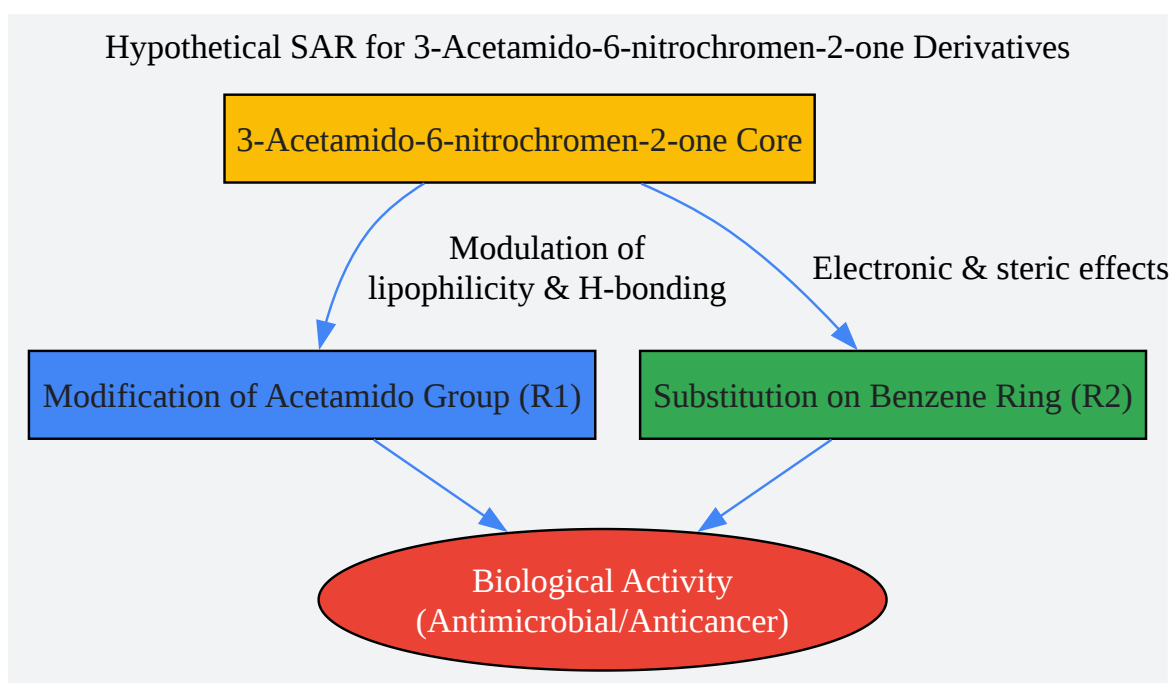 Hypothetical SAR for 3-Acetamido-6-nitrochromen-2-one Derivatives
3-Acetamido-6-nitrochromen-2-one Core
Modulation of
lipophilicity & H-bonding
Electronic & steric effects
Modification of Acetamido Group (R1)
Substitution on Benzene Ring (R2)
Biological Activity
(Antimicrobial/Anticancer)